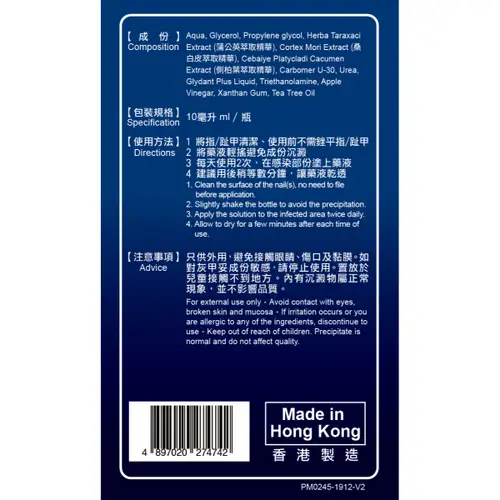 【成份】 Aqua, Glycerol, Propylene glycol, Herba Taraxaci
Composition Extract (蒲公英萃取精華), Cortex Mori Extract (桑
白皮萃取精華), Cebaiye Platycladi Cacumen
Extract (側柏葉萃取精華), Carbomer U-30, Urea,
Glydant Plus Liquid, Triethanolamine, Apple
Vinegar, Xanthan Gum, Tea Tree Oil
【包裝規格】 10毫升 ml / 瓶
Specification
【使用方法】 1 將指/趾甲清潔、使用前不需銼平指/趾甲
Directions 2 將藥液輕搖避免成份沉澱
3 每天使用2次，在感染部份塗上藥液
4 建議用後稍等數分鐘，讓藥液乾透
1. Clean the surface of the nail(s), no need to file
before application.
2. Slightly shake the bottle to avoid the precipitation.
3. Apply the solution to the infected area twice daily.
4. Allow to dry for a few minutes after each time of
use.
【注意事項】 只供外用，避免接觸眼睛、傷口及黏膜。如
Advice 對灰甲妥成份敏感，請停止使用。置放於
兒童接觸不到地方。內有沉澱物屬正常
現象，並不影響品質。
For external use only。Avoid contact with eyes,
broken skin and mucosa。If irritation occurs or you
are allergic to any of the ingredients, discontinue to
use。Keep out of reach of children. Precipitate is
normal and do not affect quality.
4 897020 274742
Made in
Hong Kong
香港製造
PM0245-1912-V2